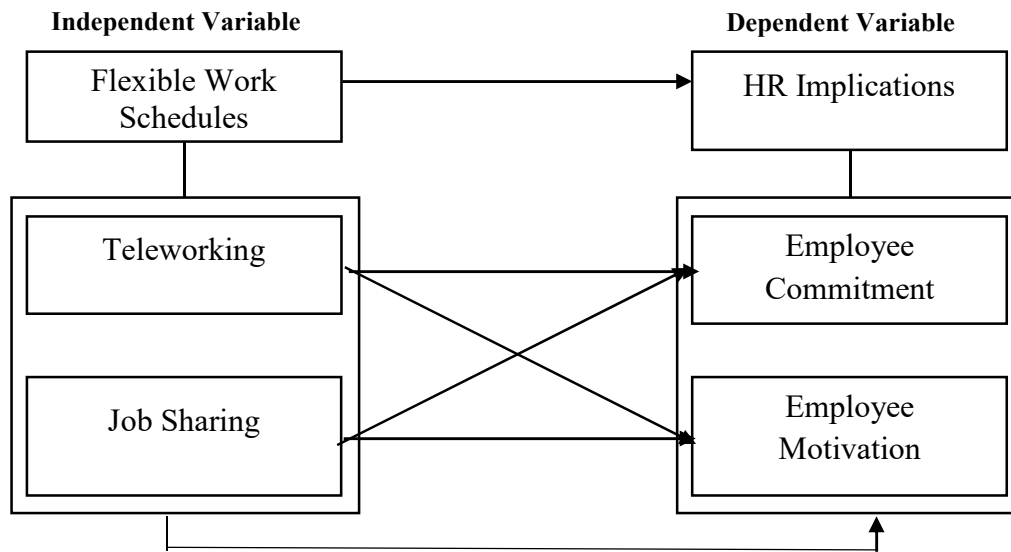 Independent Variable
Dependent Variable
Flexible Work
Schedules
HR Implications
Teleworking
Employee
Commitment
Job Sharing
Employee
Motivation